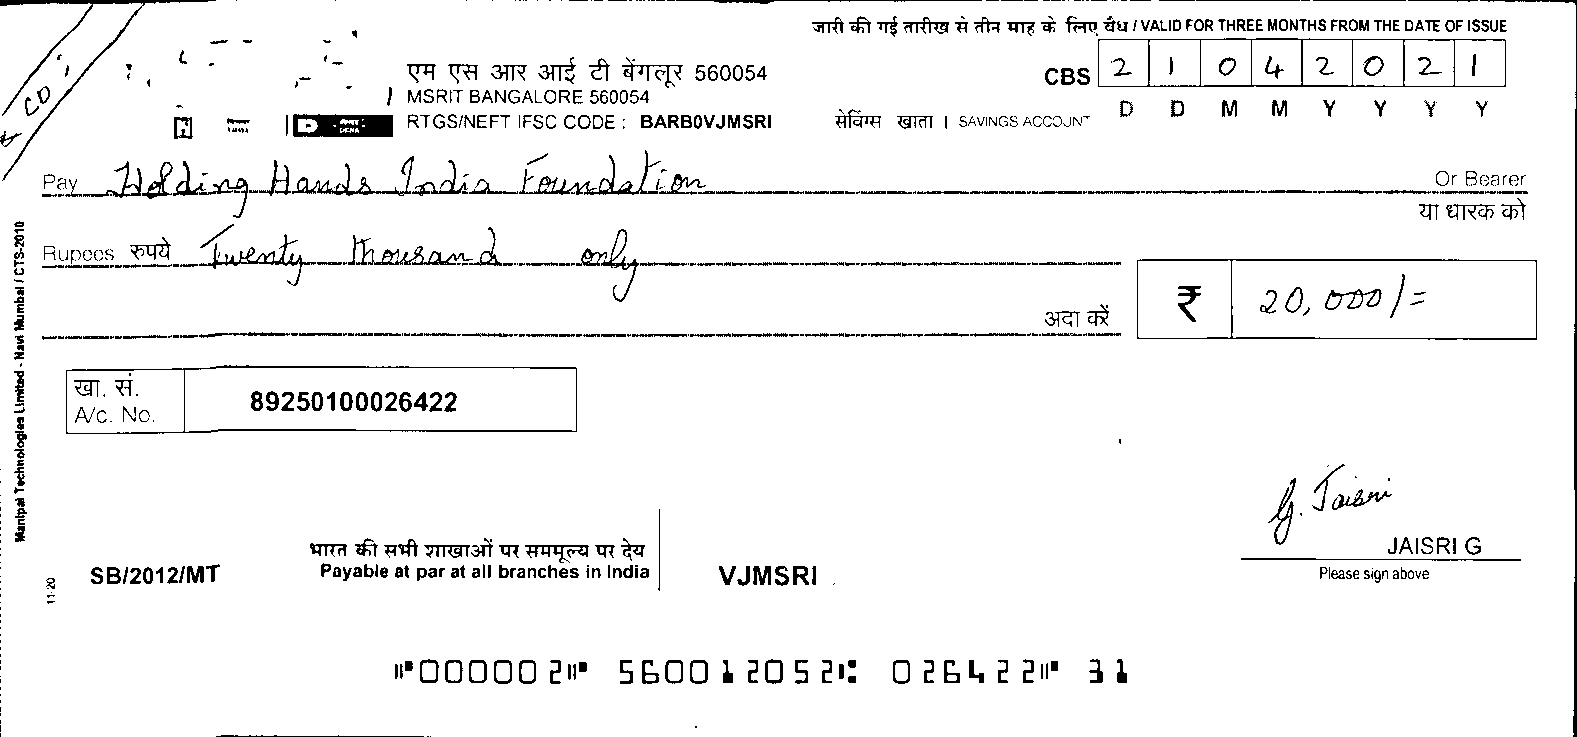 जारी की गई तारीख से तीन माह के लिए वैध / VALID FOR THREE MONTHS FROM THE DATE OF ISSUE
एम एस आर आई टी बेंगलूर 560054
MSRIT BANGALORE 560054
RTGS/NEFT IFSC CODE : BARB0VJMSRI
सेविंग्स खाता | SAVINGS ACCOUNT
CBS 2 1 0 4 2 0 2 1
D D M M Y Y Y Y
Pay Holding Hands India Foundation Or Bearer
या धारक को
Rupees रुपये Twenty thousand only
अदा करें ₹ 20,000/=
खा. सं.
A/c. No. 89250100026422
G. Jaisri
JAISRI G
Please sign above
भारत की सभी शाखाओं पर सममूल्य पर देय
Payable at par at all branches in India
SB/2012/MT
VJMSRI
Manipal Technologies Limited - Navi Mumbai / CTS-2010
11-20
⑈000002⑈ 560012052⑆ 026422⑈ 31